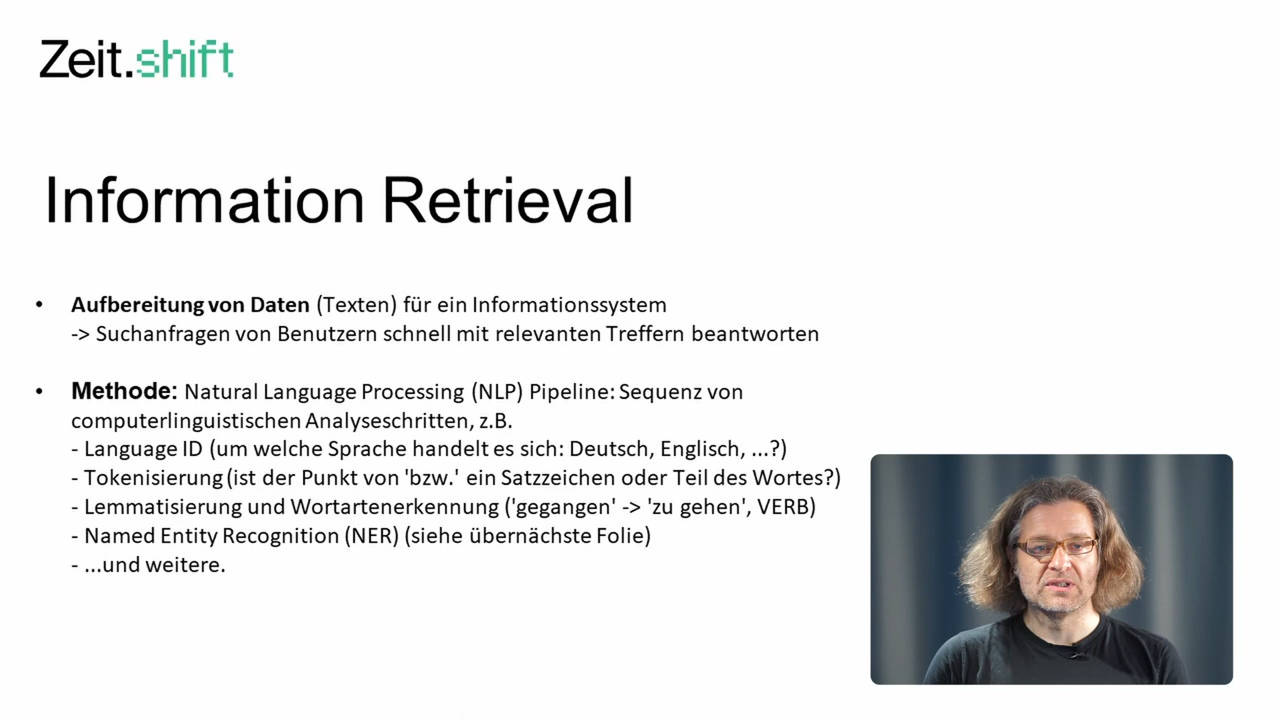 Zeit.shift
Information Retrieval
• Aufbereitung von Daten (Texten) für ein Informationssystem
-> Suchanfragen von Benutzern schnell mit relevanten Treffern beantworten
• Methode: Natural Language Processing (NLP) Pipeline: Sequenz von
computerlinguistischen Analyseschritten, z.B.
- Language ID (um welche Sprache handelt es sich: Deutsch, Englisch, ...?)
- Tokenisierung (ist der Punkt von 'bzw.' ein Satzzeichen oder Teil des Wortes?)
- Lemmatisierung und Wortartenerkennung ('gegangen' -> 'zu gehen', VERB)
- Named Entity Recognition (NER) (siehe übernächste Folie)
- ...und weitere.